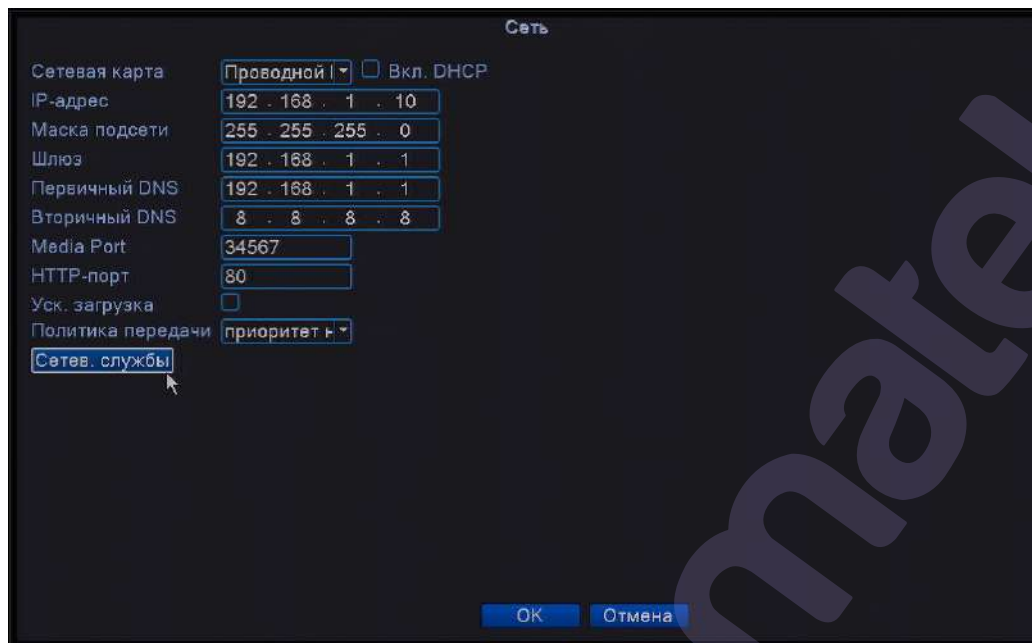 Сеть
Сетевая карта Проводной Вкл. DHCP
IP-адрес 192 . 168 . 1 . 10
Маска подсети 255 . 255 . 255 . 0
Шлюз 192 . 168 . 1 . 1
Первичный DNS 192 . 168 . 1 . 1
Вторичный DNS 8 . 8 . 8 . 8
Media Port 34567
HTTP-порт 80
Уск. загрузка
Политика передачи приоритет
Сетев. службы
OK Отмена